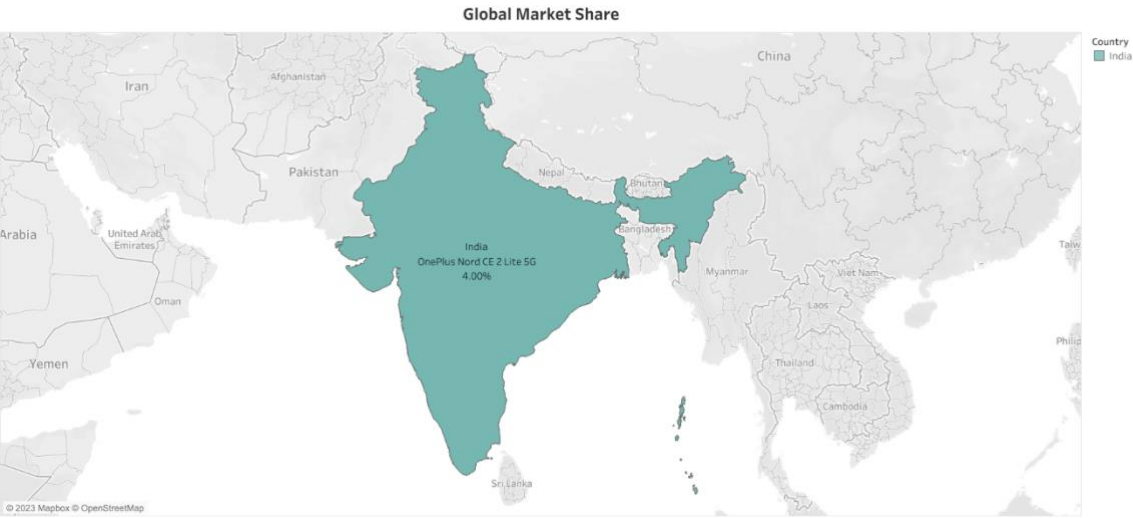 Global Market Share
Country
India
China
Afghanistan
Iran
Pakistan
Nepal
Bhutan
Arabia
United Arab
Emirates
Bangladesh
Taiw
India
OnePlus Nord CE 2 Lite 5G
4.00%
Myanmar
Viet Nam
Oman
Laos
Philip
Yemen
Thailand
Cambodia
Sri Lanka
© 2023 Mapbox © OpenStreetMap